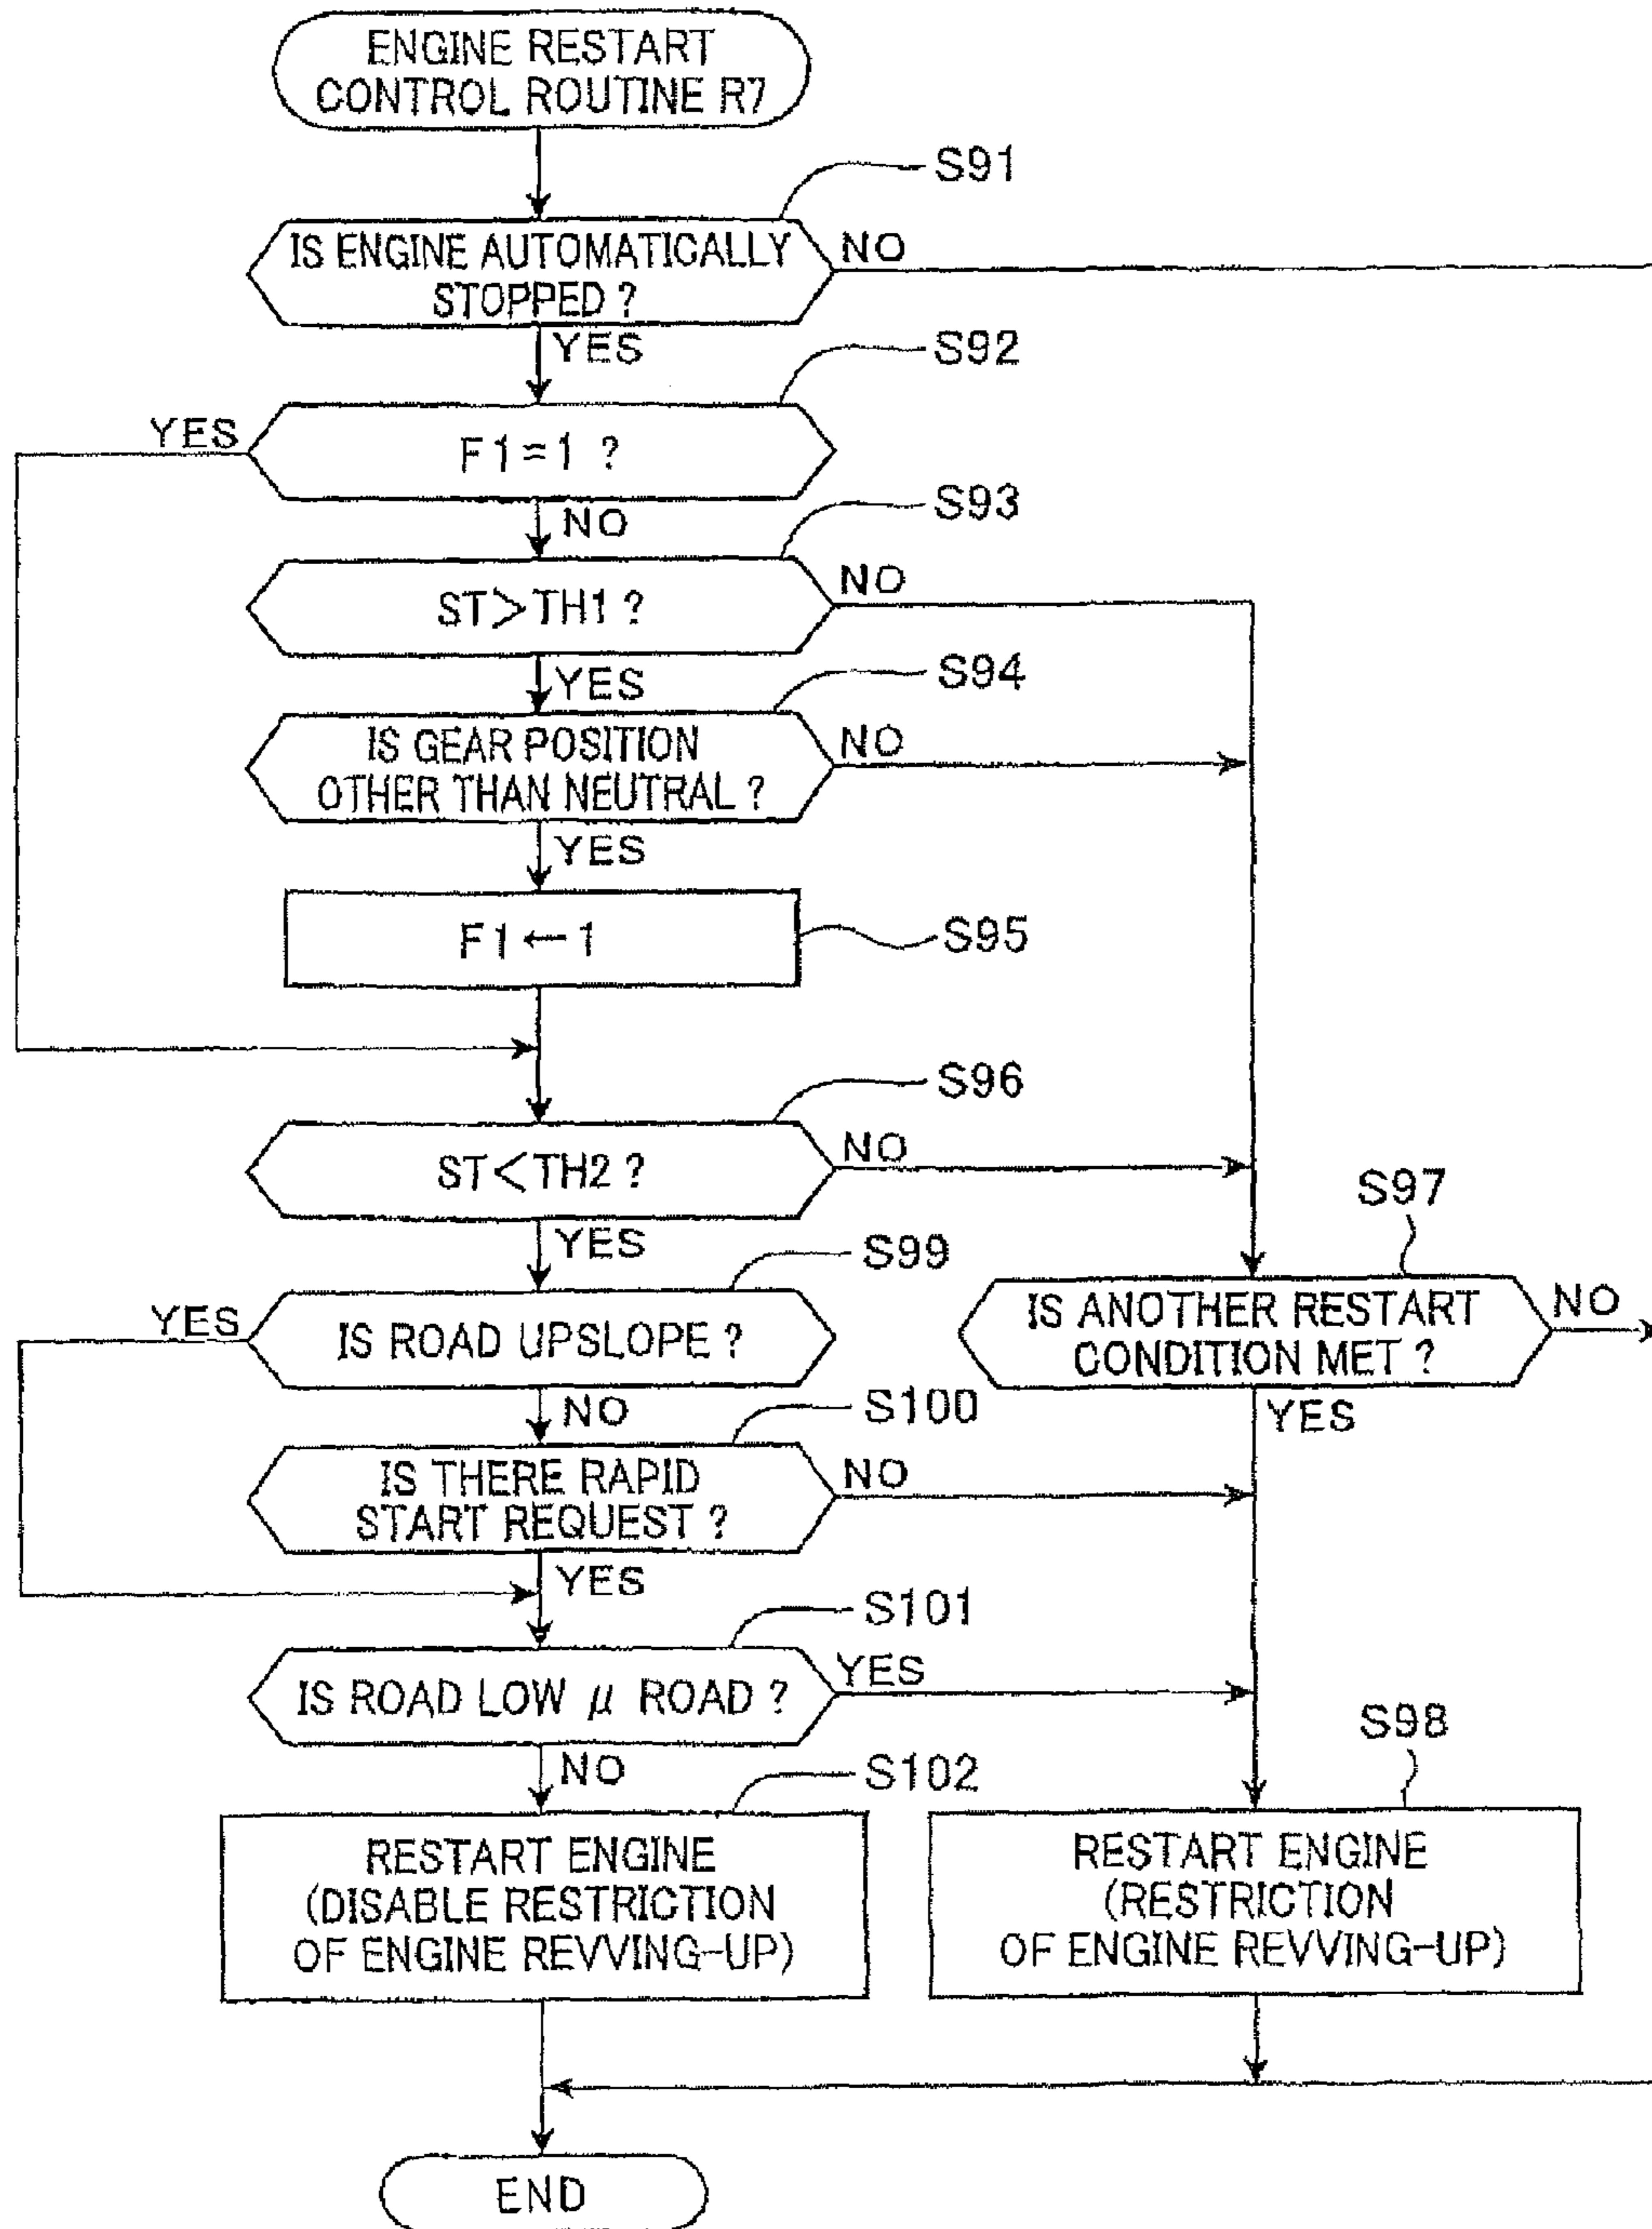 ENGINE RESTART
CONTROL ROUTINE R7
S91
IS ENGINE AUTOMATICALLY
STOPPED ?
NO
YES
S92
YES
F1=1 ?
NO
S93
ST>TH1 ?
NO
YES
S94
IS GEAR POSITION
OTHER THAN NEUTRAL ?
NO
YES
F1←1
S95
S96
ST<TH2 ?
NO
YES
S97
IS ANOTHER RESTART
CONDITION MET ?
NO
YES
S99
YES
IS ROAD UPSLOPE ?
NO
S100
IS THERE RAPID
START REQUEST ?
NO
YES
S101
IS ROAD LOW μ ROAD ?
YES
NO
S102
RESTART ENGINE
(DISABLE RESTRICTION
OF ENGINE REVVING-UP)
S98
RESTART ENGINE
(RESTRICTION
OF ENGINE REVVING-UP)
END